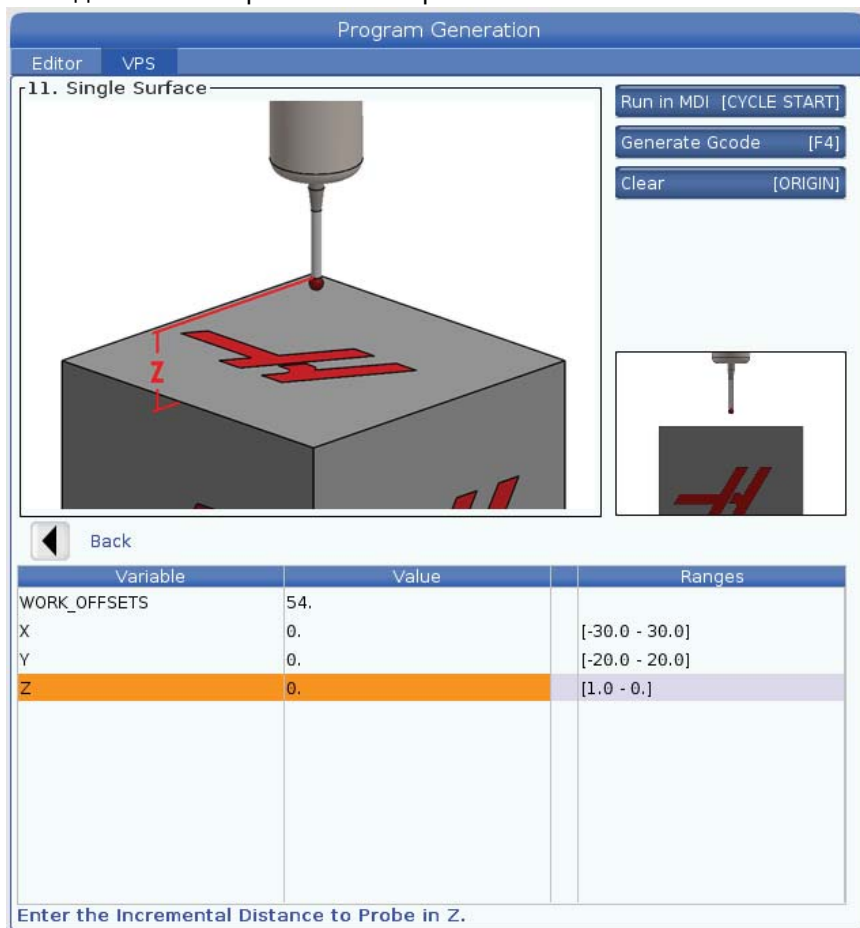 Program Generation
Editor VPS
11. Single Surface
Run in MDI [CYCLE START]
Generate Gcode [F4]
Clear [ORIGIN]
Z
Back
Variable Value Ranges
WORK_OFFSETS 54.
X 0. [-30.0 - 30.0]
Y 0. [-20.0 - 20.0]
Z 0. [1.0 - 0.]
Enter the Incremental Distance to Probe in Z.